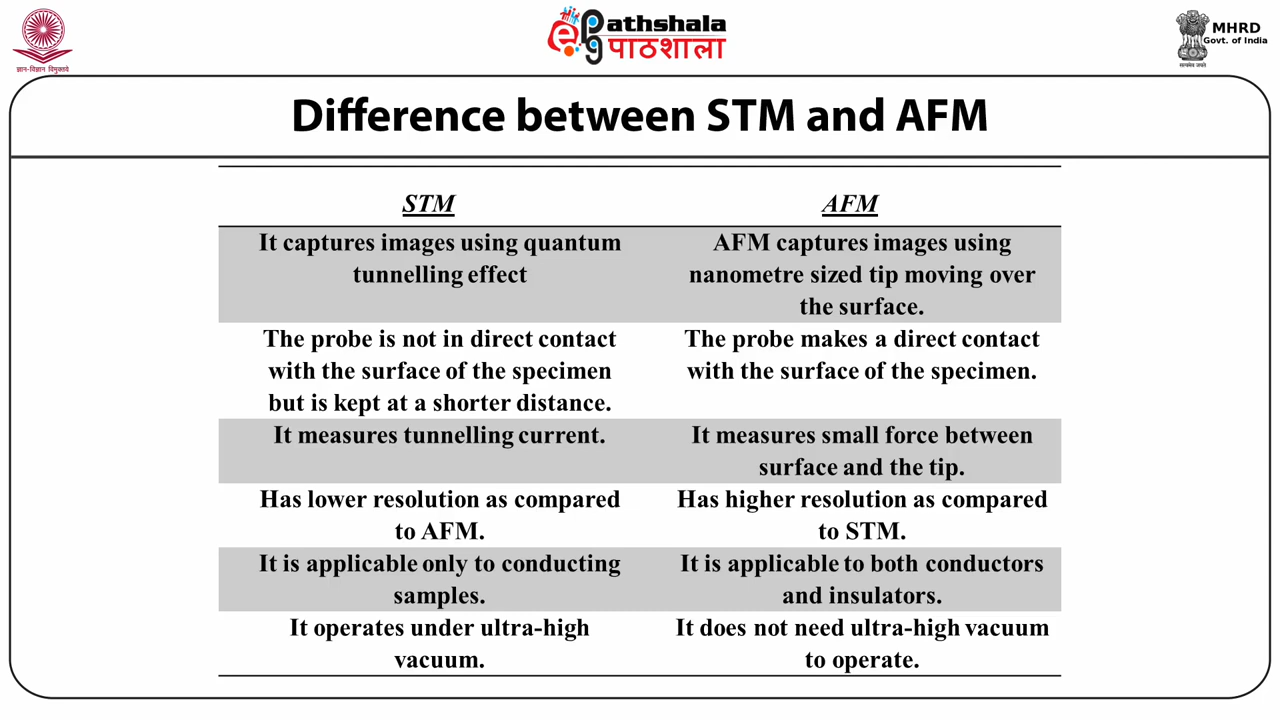 ज्ञान-विज्ञान विमुक्तये
ePathshala
पाठशाला
MHRD
Govt. of India
सत्यमेव जयते
Difference between STM and AFM
STM
AFM
It captures images using quantum
tunnelling effect
AFM captures images using
nanometre sized tip moving over
the surface.
The probe is not in direct contact
with the surface of the specimen
but is kept at a shorter distance.
The probe makes a direct contact
with the surface of the specimen.
It measures tunnelling current.
It measures small force between
surface and the tip.
Has lower resolution as compared
to AFM.
Has higher resolution as compared
to STM.
It is applicable only to conducting
samples.
It is applicable to both conductors
and insulators.
It operates under ultra-high
vacuum.
It does not need ultra-high vacuum
to operate.